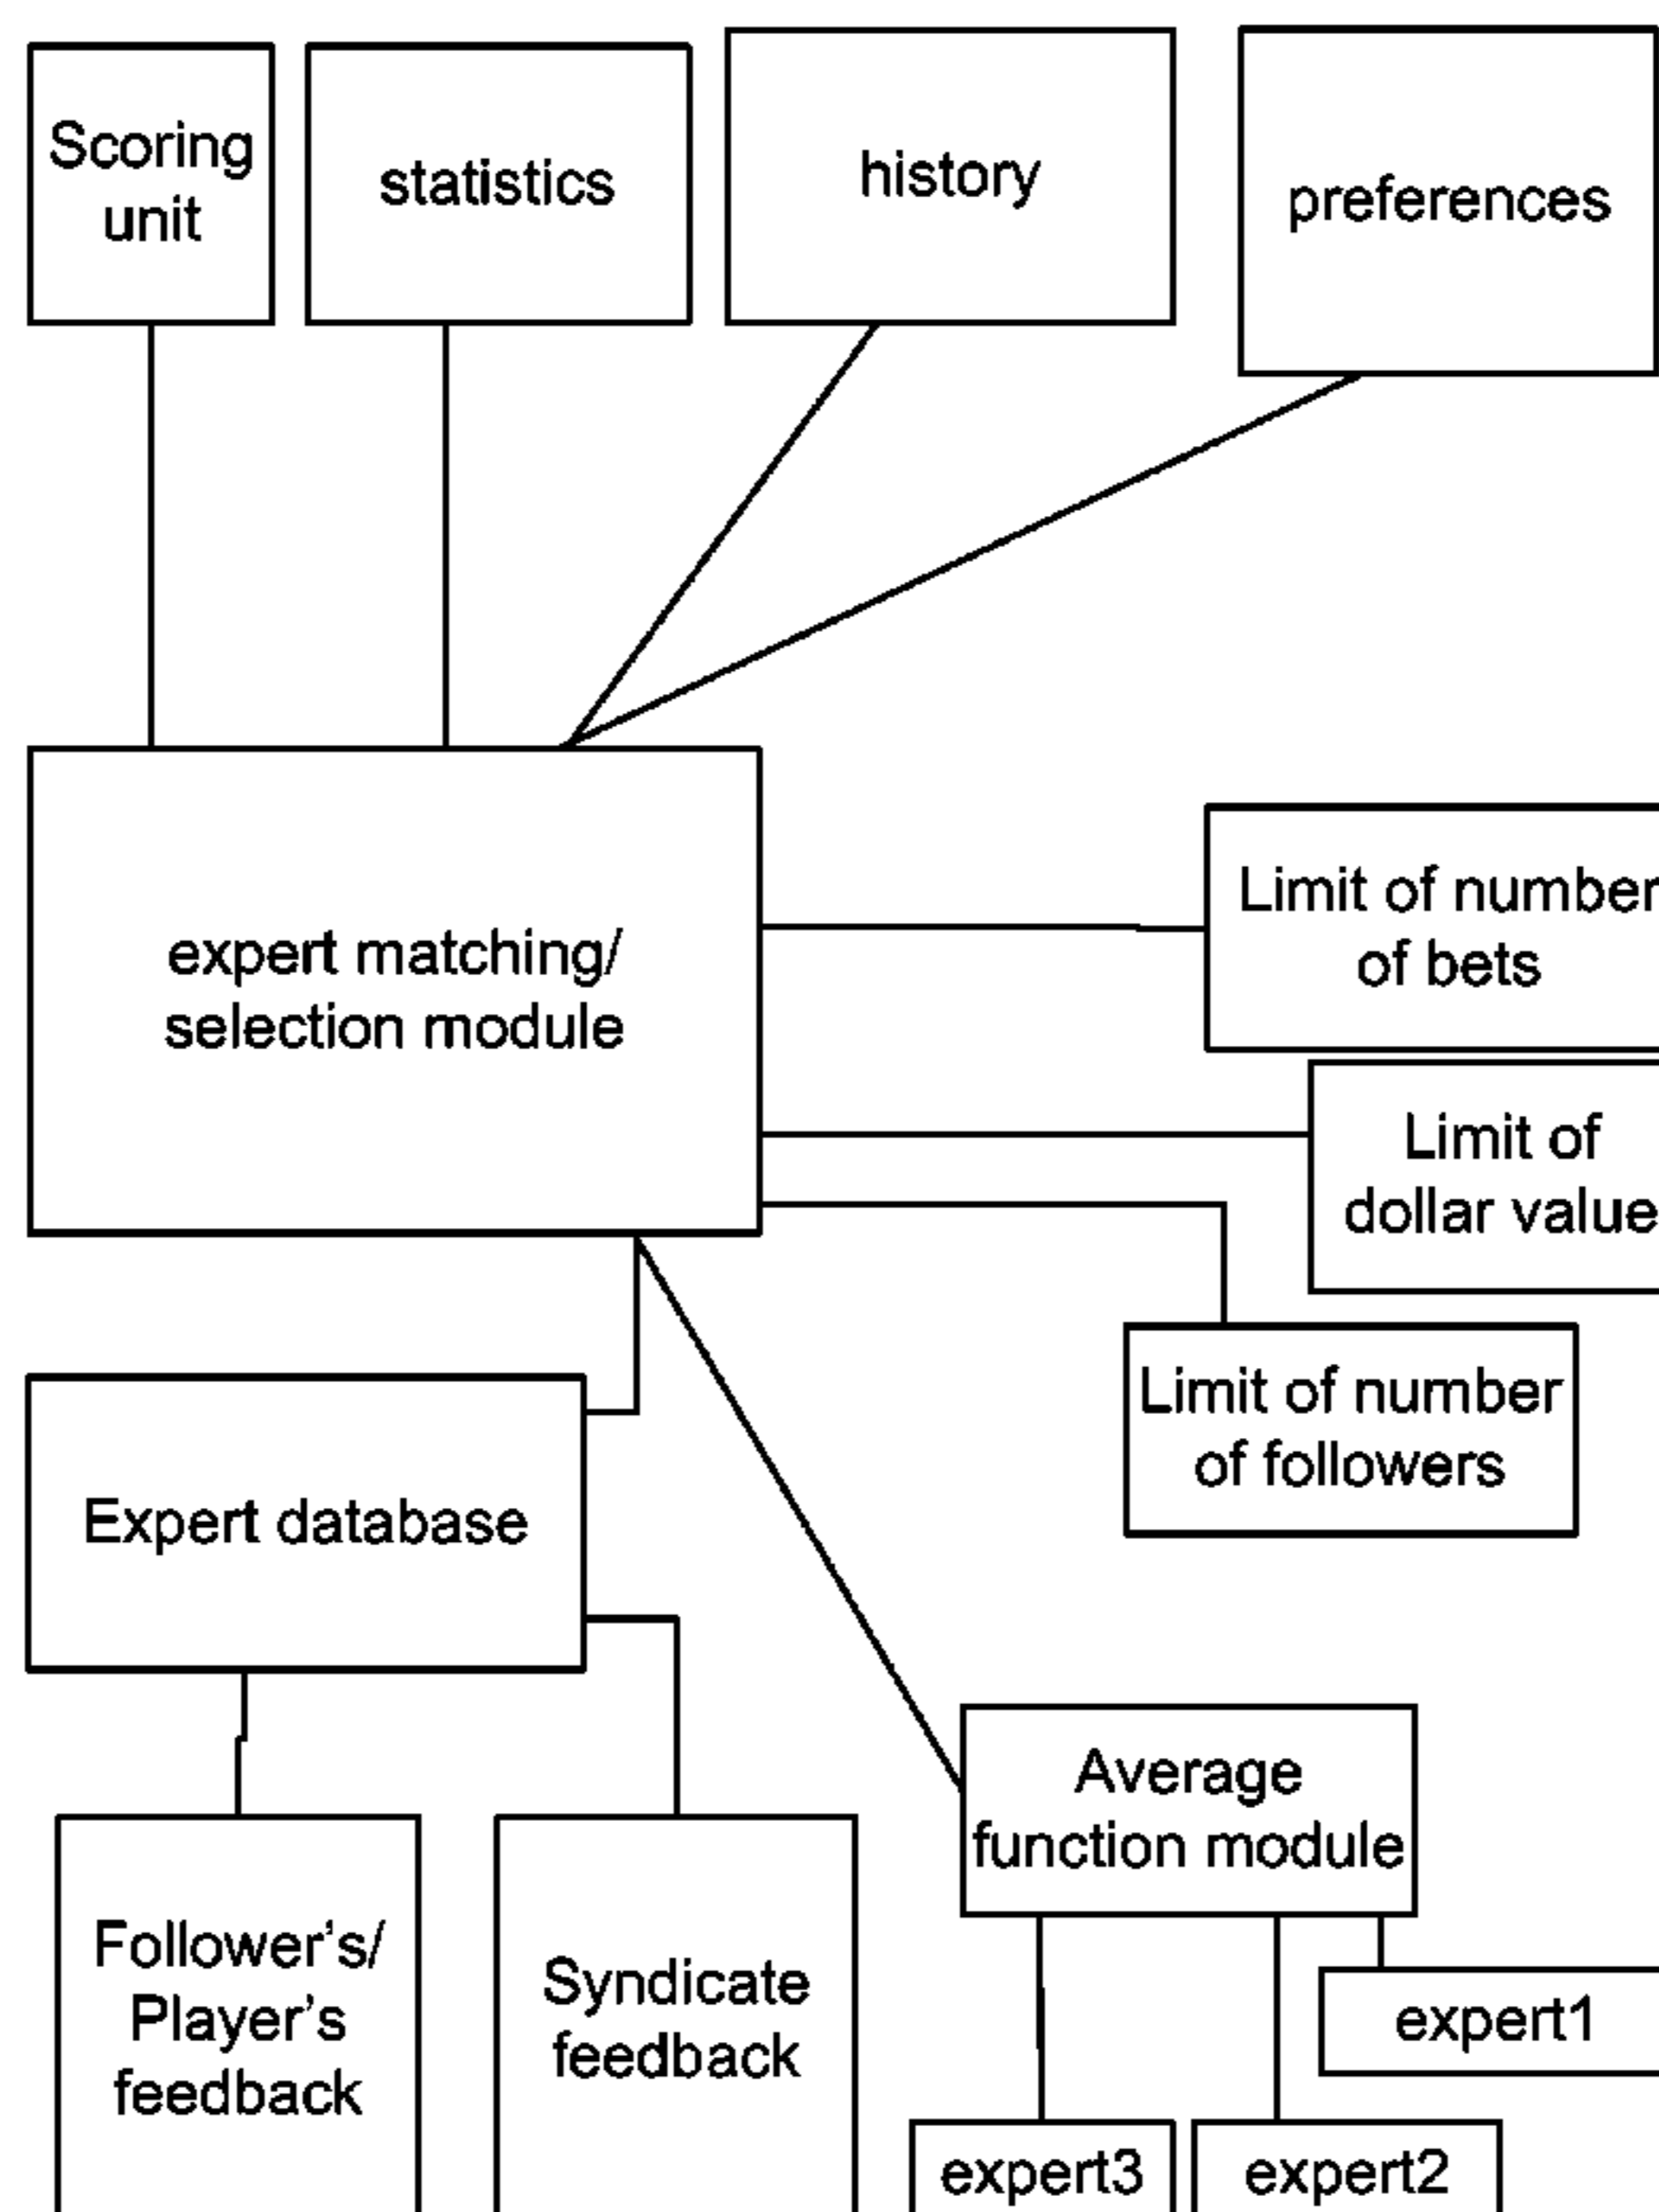 Scoring
unit
statistics
history
preferences
expert matching/
selection module
Limit of number
of bets
Limit of
dollar value
Limit of number
of followers
Expert database
Average
function module
Follower's/
Player's
feedback
Syndicate
feedback
expert1
expert3
expert2